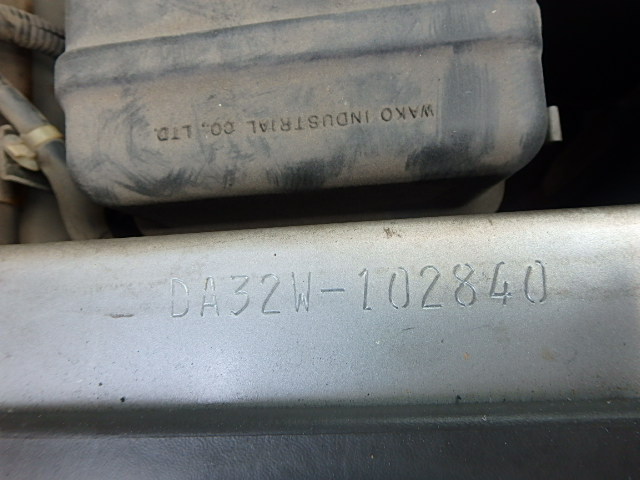 WAKO INDUSTRIAL CO., LTD.
DA32W-102840